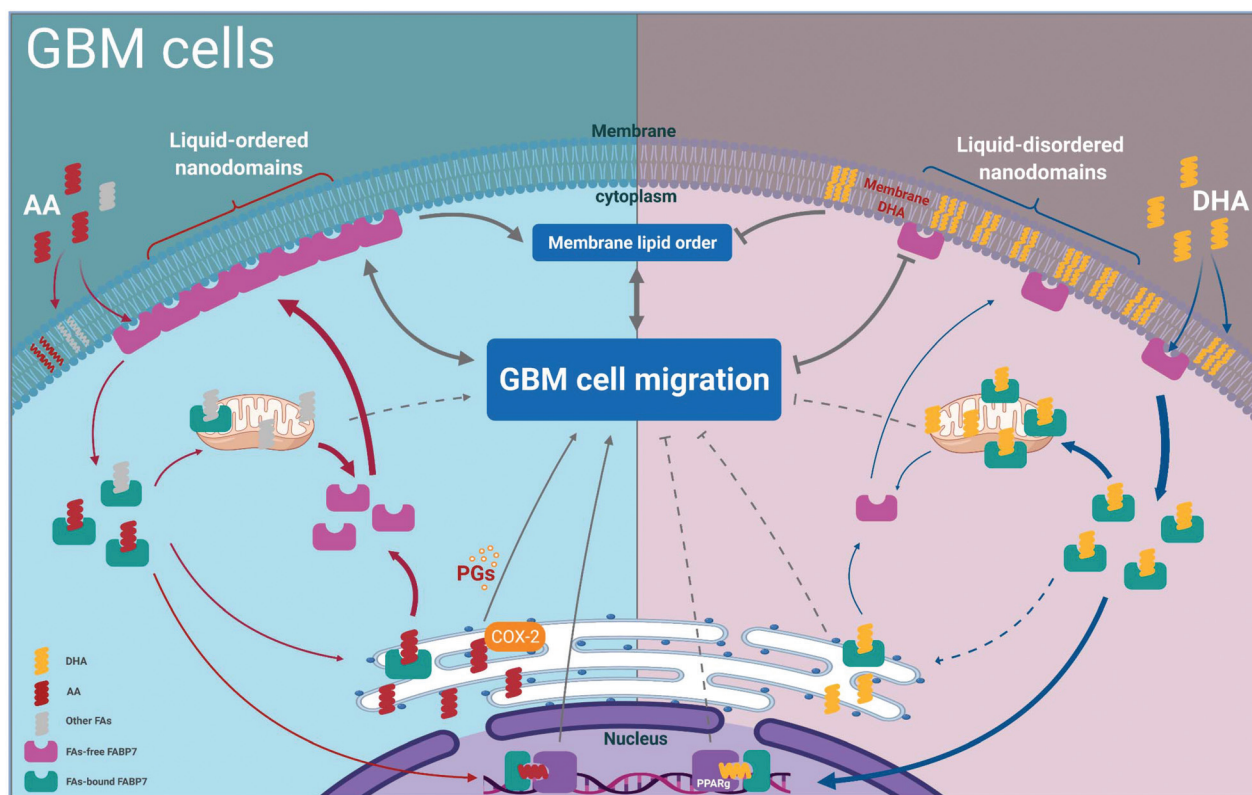 GBM cells
Liquid-ordered
nanodomains
Membrane
cytoplasm
Liquid-disordered
nanodomains
AA
Membrane
DHA
DHA
Membrane lipid order
GBM cell migration
PGs
COX-2
Nucleus
PPARg
DHA
AA
Other FAs
FAs-free FABP7
FAs-bound FABP7